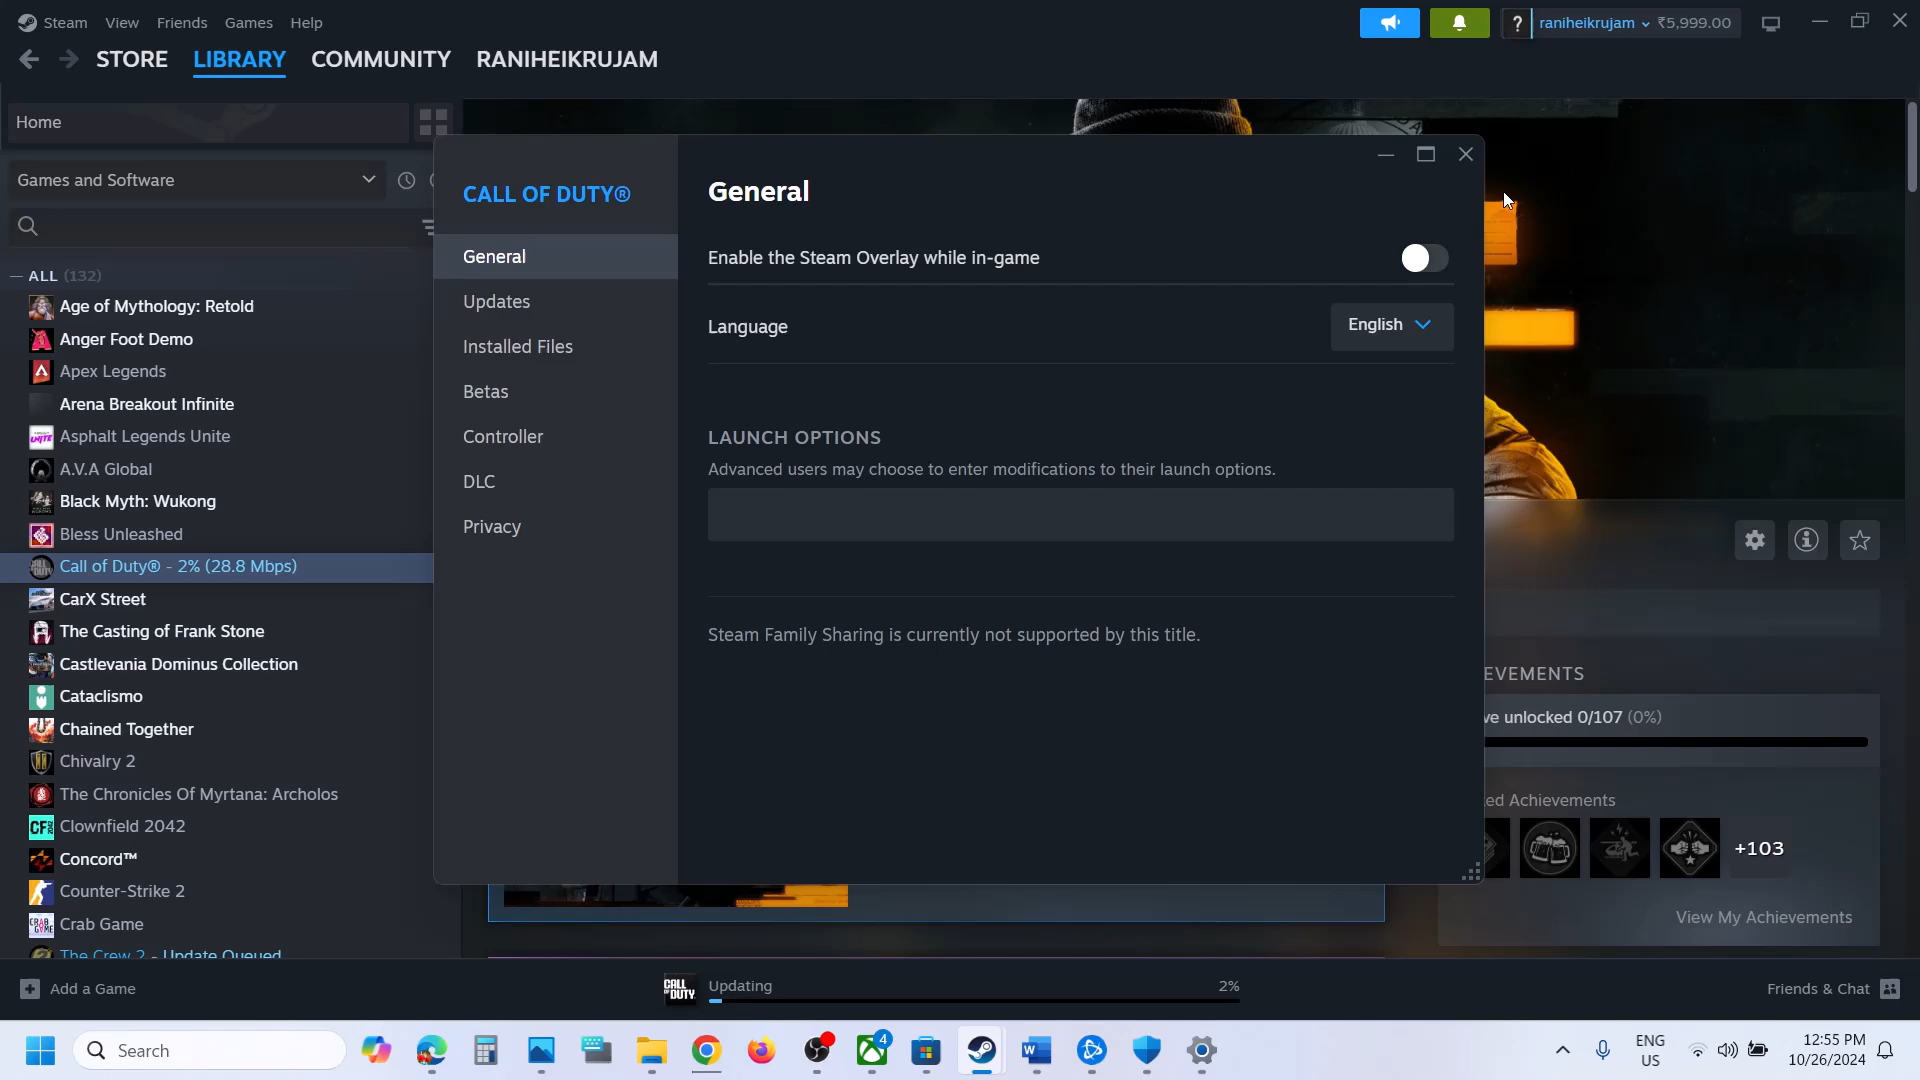 Steam View Friends Games Help
? raniheikrujam ₹5,999.00
STORE LIBRARY COMMUNITY RANIHEIKRUJAM
Home
Games and Software
CALL OF DUTY®
General
Updates
Installed Files
Betas
Controller
DLC
Privacy
General
Enable the Steam Overlay while in-game
Language
English
LAUNCH OPTIONS
Advanced users may choose to enter modifications to their launch options.
Steam Family Sharing is currently not supported by this title.
— ALL (132)
Age of Mythology: Retold
Anger Foot Demo
Apex Legends
Arena Breakout Infinite
Asphalt Legends Unite
A.V.A Global
Black Myth: Wukong
Bless Unleashed
Call of Duty® - 2% (28.8 Mbps)
CarX Street
The Casting of Frank Stone
Castlevania Dominus Collection
Cataclismo
Chained Together
Chivalry 2
The Chronicles Of Myrtana: Archolos
Clownfield 2042
Concord™
Counter-Strike 2
Crab Game
The Crew 2 - Update Queued
EVEMENTS
ve unlocked 0/107 (0%)
ed Achievements
+103
View My Achievements
Add a Game
CALL OF DUTY
Updating 2%
Friends & Chat
Search
4
ENG
US
12:55 PM
10/26/2024